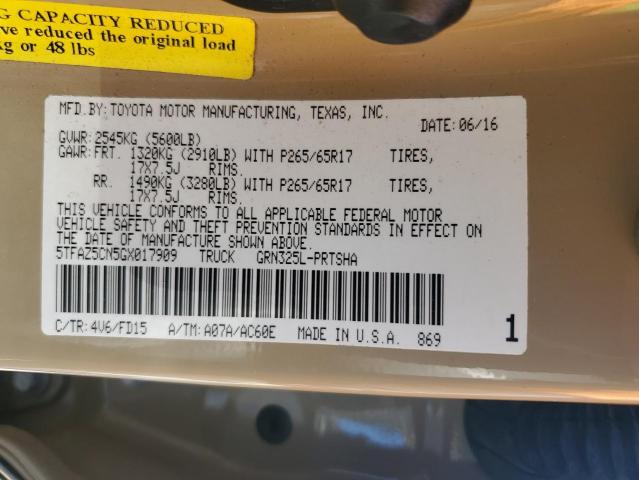 G CAPACITY REDUCED
ve reduced the original load
kg or 48 lbs
MFD.BY:TOYOTA MOTOR MANUFACTURING, TEXAS, INC.
DATE:06/16
GVWR:2545KG (5600LB)
GAWR:FRT. 1320KG (2910LB) WITH P265/65R17 TIRES,
17X7.5J RIMS.
RR. 1490KG (3280LB) WITH P265/65R17 TIRES,
17X7.5J RIMS.
THIS VEHICLE CONFORMS TO ALL APPLICABLE FEDERAL MOTOR
VEHICLE SAFETY AND THEFT PREVENTION STANDARDS IN EFFECT ON
THE DATE OF MANUFACTURE SHOWN ABOVE.
5TFAZ5CN5GX017909 TRUCK GRN325L-PRTSHA
C/TR:4V6/FD15 A/TM:A07A/AC60E MADE IN U.S.A. 869 1